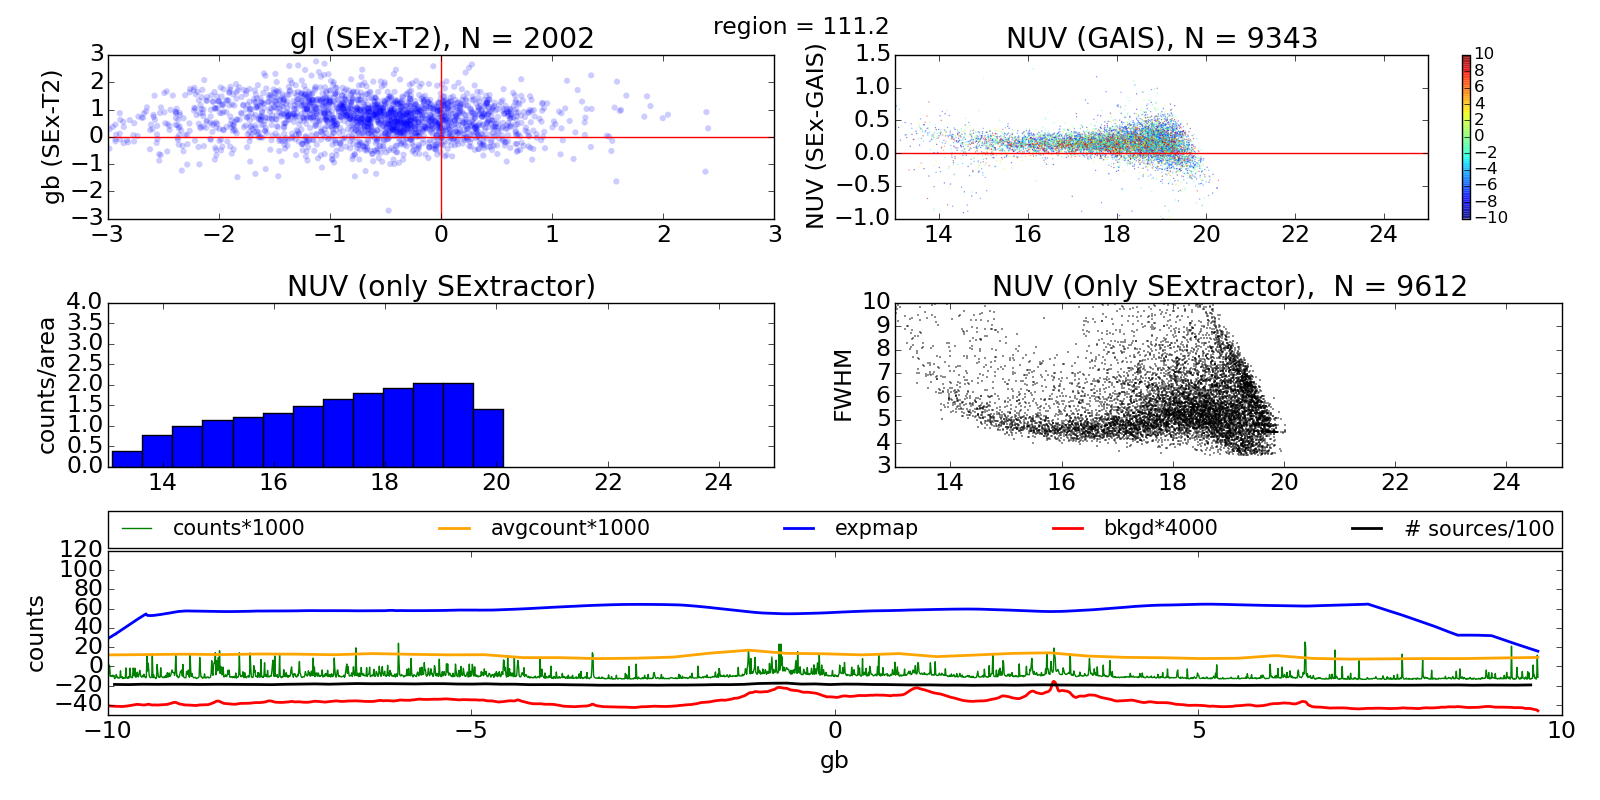 region = 111.2
gl (SEx-T2), N = 2002
gb (SEx-T2)
3
2
1
0
−1
−2
−3
−3 −2 −1 0 1 2 3
NUV (GAIS), N = 9343
NUV (SEx-GAIS)
1.5
1.0
0.5
0.0
−0.5
−1.0
14 16 18 20 22 24
10
8
6
4
2
0
−2
−4
−6
−8
−10
NUV (only SExtractor)
counts/area
4.0
3.5
3.0
2.5
2.0
1.5
1.0
0.5
0.0
14 16 18 20 22 24
NUV (Only SExtractor), N = 9612
FWHM
10
9
8
7
6
5
4
3
14 16 18 20 22 24
counts*1000 avgcount*1000 expmap bkgd*4000 # sources/100
counts
120
100
80
60
40
20
0
−20
−40
−10 −5 0 5 10
gb